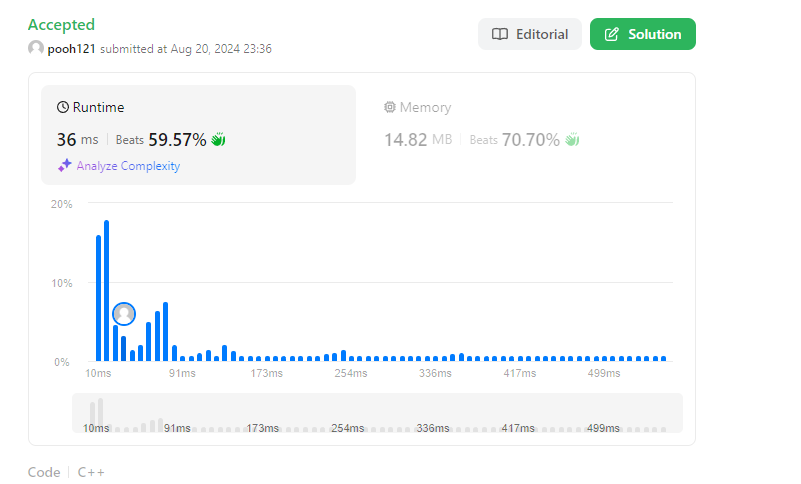 Accepted
Editorial
Solution
pooh121 submitted at Aug 20, 2024 23:36
Runtime
Memory
36 ms | Beats 59.57%
14.82 MB | Beats 70.70%
Analyze Complexity
20%
10%
0%
10ms 91ms 173ms 254ms 336ms 417ms 499ms
10ms 91ms 173ms 254ms 336ms 417ms 499ms
Code | C++